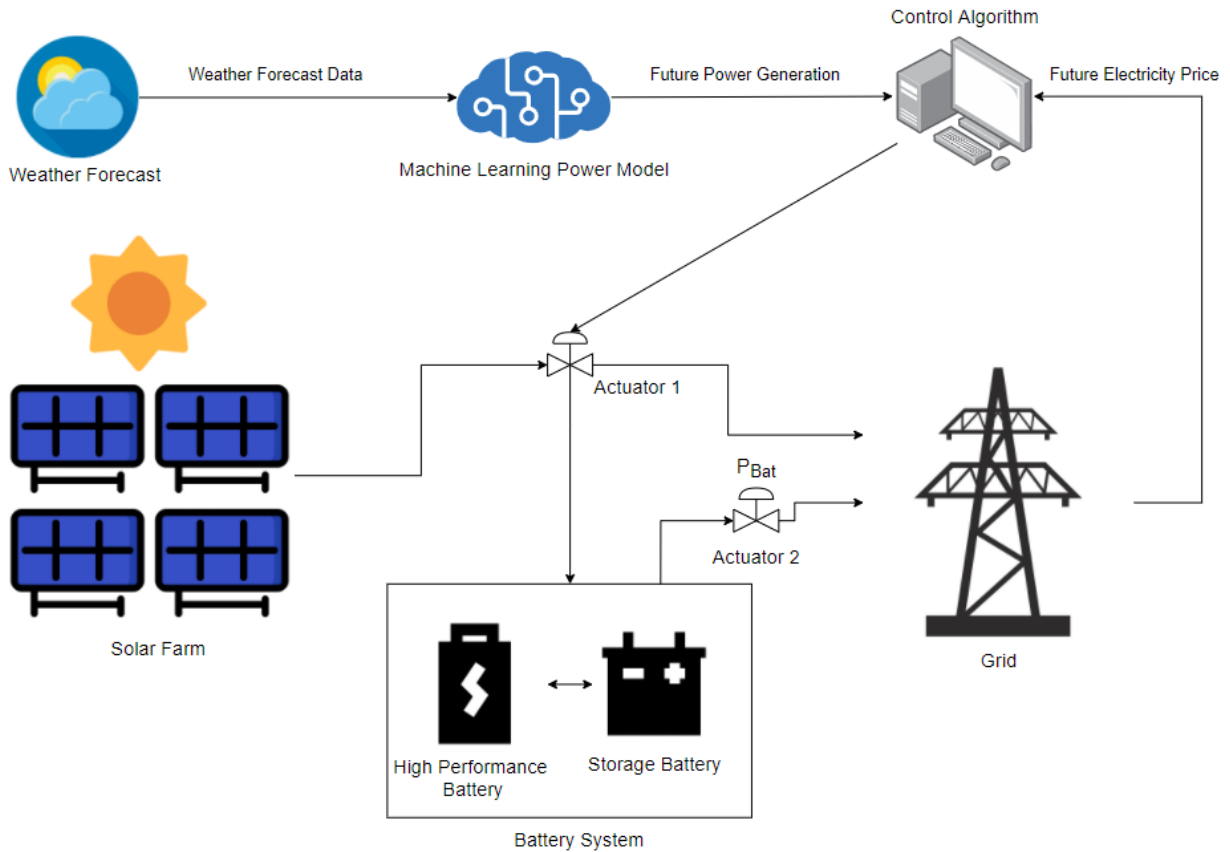 Control Algorithm
Weather Forecast Data
Future Power Generation
Future Electricity Price
Weather Forecast
Machine Learning Power Model
Actuator 1
PBat
Actuator 2
Solar Farm
Grid
High Performance
Battery
Storage Battery
Battery System